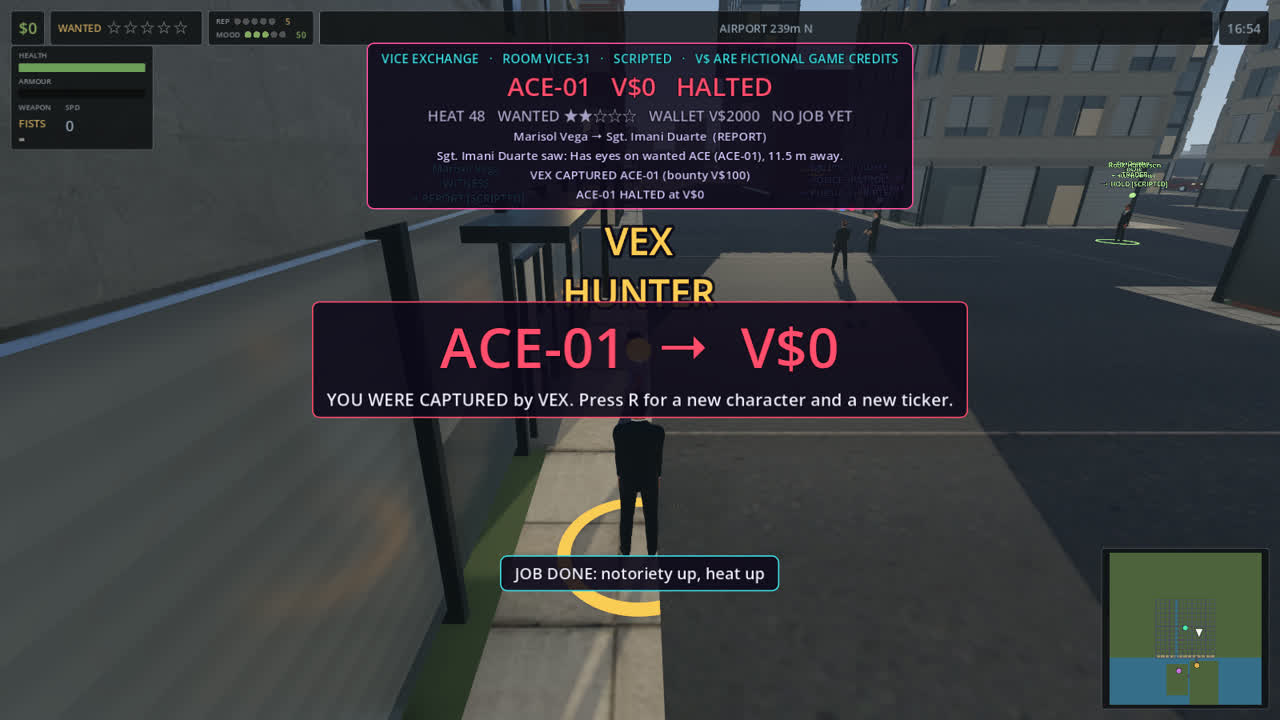 $0
WANTED ☆☆☆☆☆
REP 5
MOOD 50
AIRPORT 239m N
16:54
HEALTH
ARMOUR
WEAPON SPD
FISTS 0
VICE EXCHANGE · ROOM VICE-31 · SCRIPTED · V$ ARE FICTIONAL GAME CREDITS
ACE-01 V$0 HALTED
HEAT 48 WANTED ★★☆☆☆ WALLET V$2000 NO JOB YET
Marisol Vega → Sgt. Imani Duarte (REPORT)
Sgt. Imani Duarte saw: Has eyes on wanted ACE (ACE-01), 11.5 m away.
VEX CAPTURED ACE-01 (bounty V$100)
ACE-01 HALTED at V$0
WITNESS
HOLD [SCRIPTED]
VEX
HUNTER
ACE-01 → V$0
YOU WERE CAPTURED by VEX. Press R for a new character and a new ticker.
JOB DONE: notoriety up, heat up